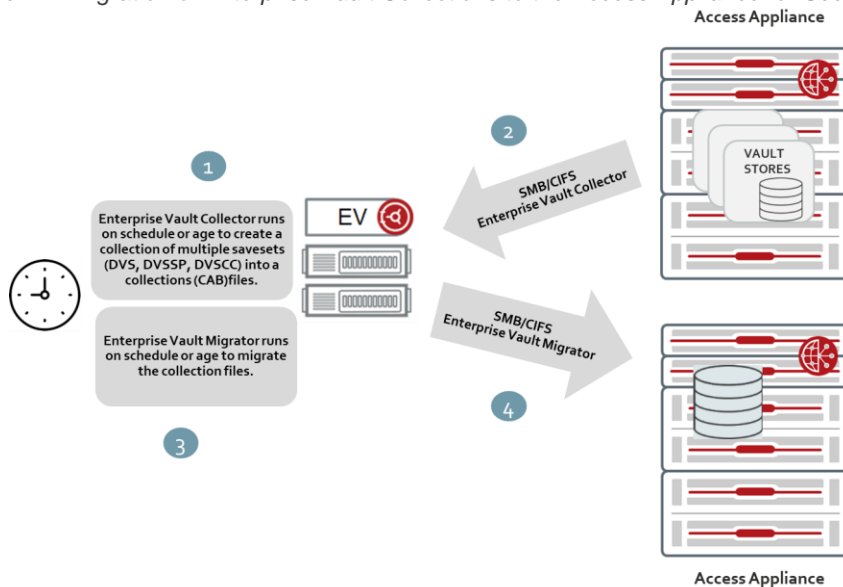 Access Appliance
2
1
VAULT
STORES
SMB/CIFS
Enterprise Vault Collector
EV
Enterprise Vault Collector runs
on schedule or age to create a
collection of multiple savesets
(DVS, DVSSP, DVSCC) into a
collections (CAB)files.
SMB/CIFS
Enterprise Vault Migrator
Enterprise Vault Migrator runs
on schedule or age to migrate
the collection files.
4
3
Access Appliance